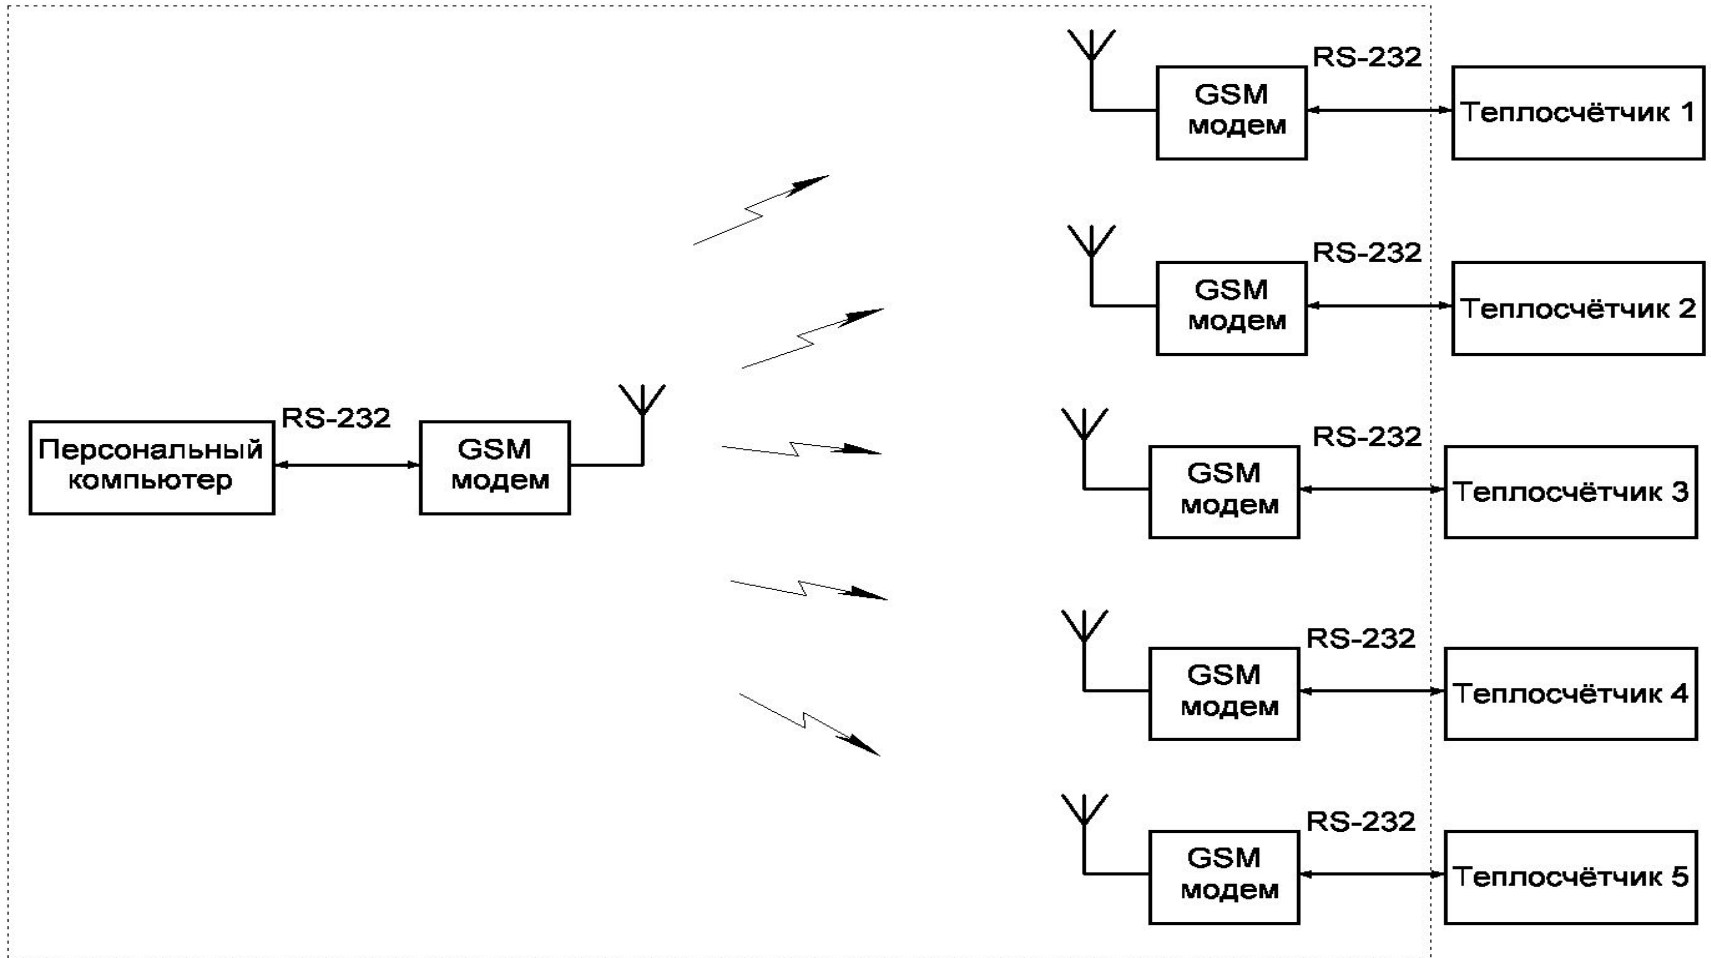 RS-232
GSM
модем
Теплосчётчик 1
RS-232
GSM
модем
Теплосчётчик 2
RS-232
Персональный
компьютер
GSM
модем
RS-232
GSM
модем
Теплосчётчик 3
RS-232
GSM
модем
Теплосчётчик 4
RS-232
GSM
модем
Теплосчётчик 5